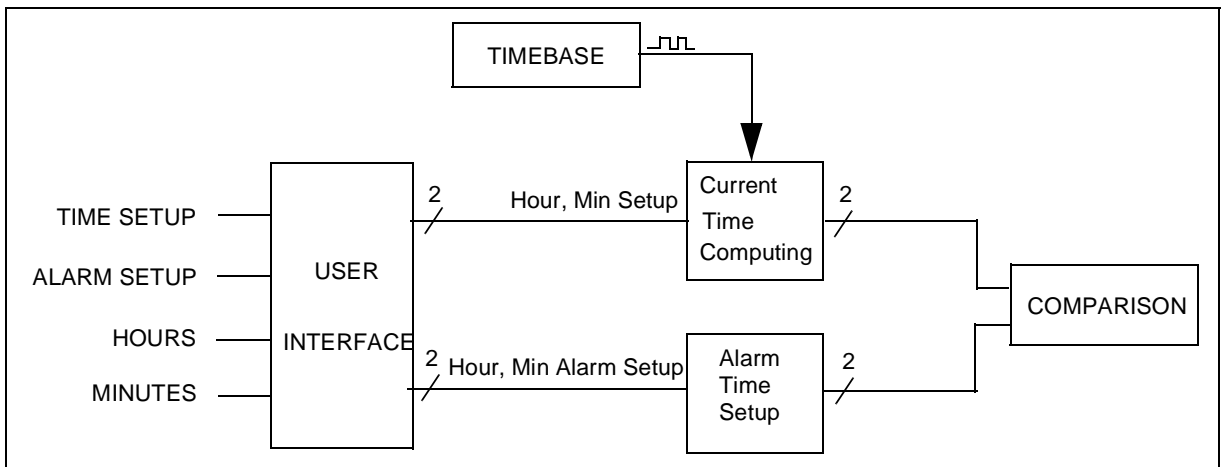 TIMEBASE
TIME SETUP
ALARM SETUP
HOURS
MINUTES
USER
INTERFACE
2
Hour, Min Setup
2
Hour, Min Alarm Setup
Current
Time
Computing
2
Alarm
Time
Setup
2
COMPARISON